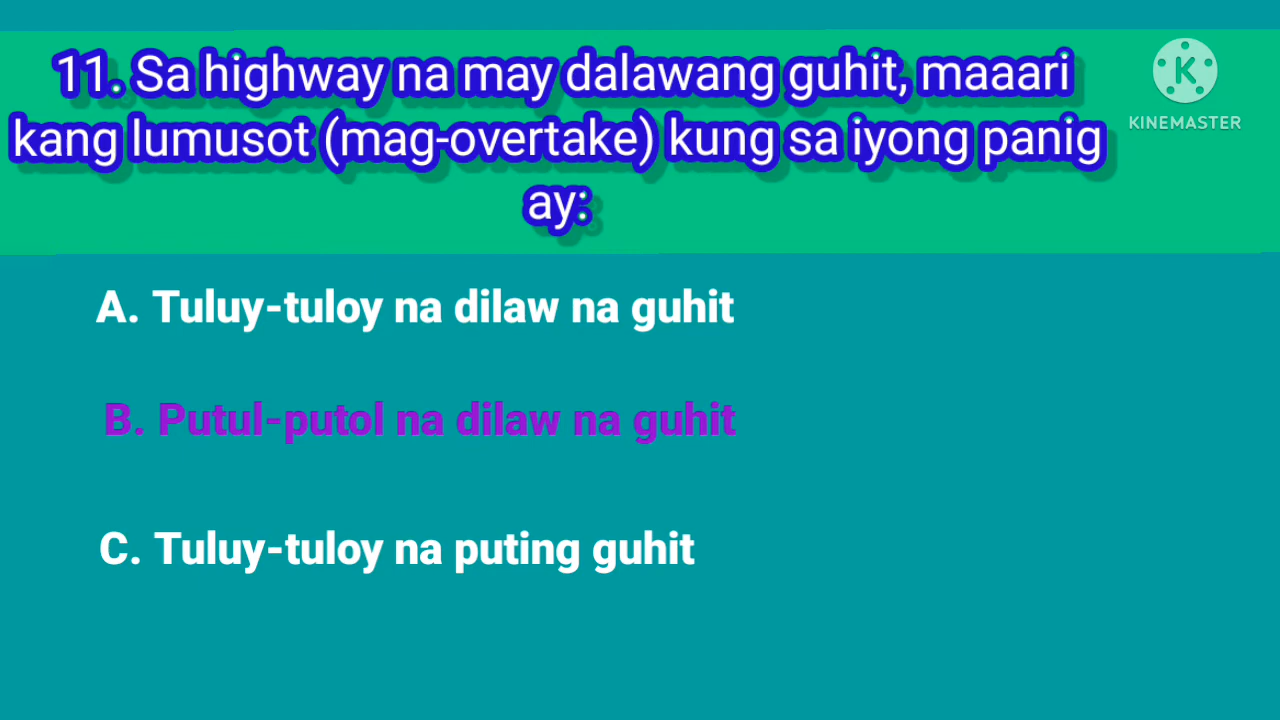 11. Sa highway na may dalawang guhit, maaari
kang lumusot (mag-overtake) kung sa iyong panig
ay:
K
KINEMASTER
A. Tuluy-tuloy na dilaw na guhit
B. Putul-putol na dilaw na guhit
C. Tuluy-tuloy na puting guhit